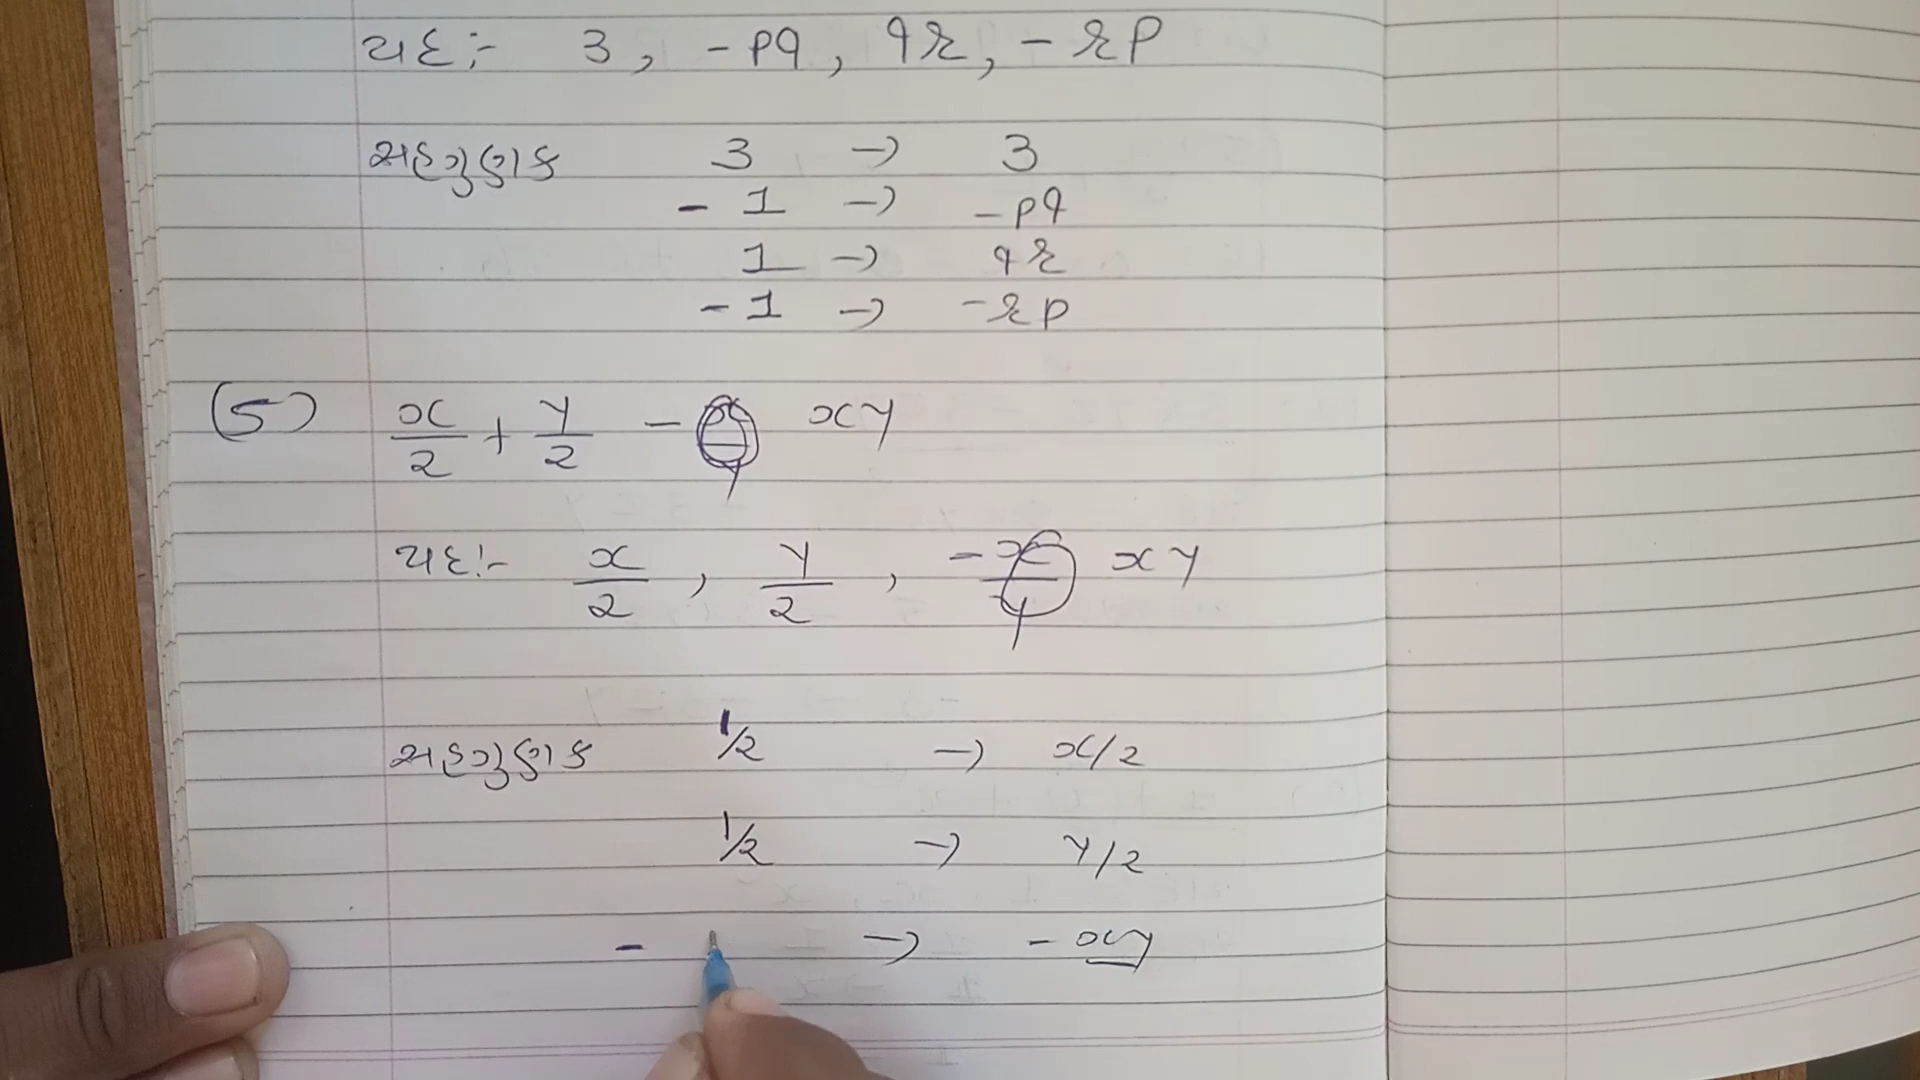 પદ :- 3, -pq, qr, -rp
સહગુણક 3 → 3
-1 → -pq
1 → qr
-1 → -rp
(5) x/2 + y/2 - xy
પદ :- x/2, y/2, - xy
સહગુણક 1/2 → x/2
1/2 → y/2
- → -xy